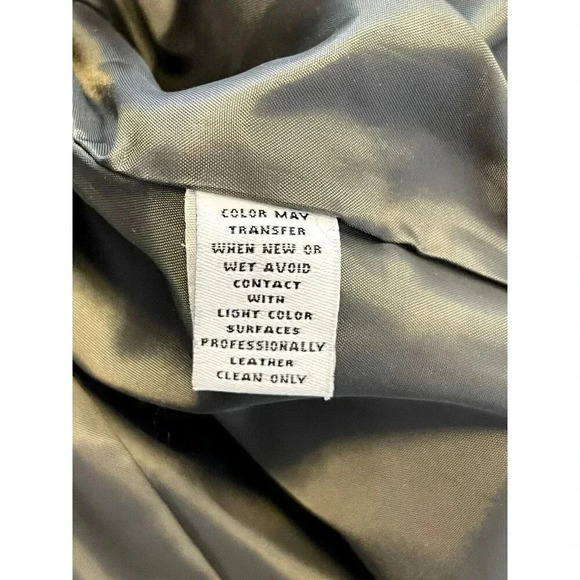 COLOR MAY
TRANSFER
WHEN NEW OR
WET AVOID
CONTACT
WITH
LIGHT COLOR
SURFACES
PROFESSIONALLY
LEATHER
CLEAN ONLY